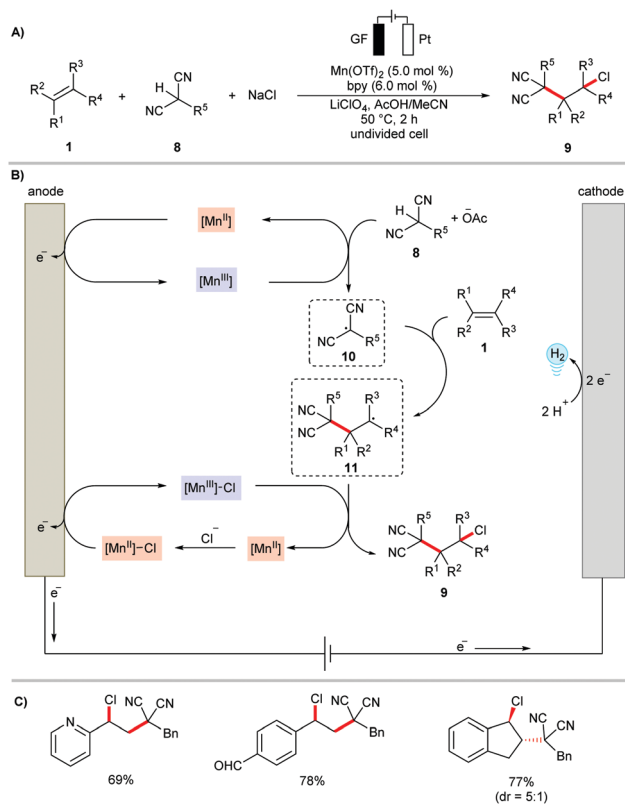 A)
GF Pt
R² R³ R¹ R⁴
1
+
CN
H
NC R⁵
8
+ NaCl
Mn(OTf)₂ (5.0 mol %)
bpy (6.0 mol %)
LiClO₄, AcOH/MeCN
50 °C, 2 h
undivided cell
R⁵ R³
NC Cl
NC R⁴
R¹ R²
9
B)
anode cathode
[Mnᴵᴵ]
e⁻
[Mnᴵᴵᴵ]
CN
H
NC R⁵ + ⁻OAc
8
CN
NC R⁵
10
R¹ R⁴
R² R³
1
H₂
2 e⁻
2 H⁺
R⁵ R³
NC
NC R⁴
R¹ R²
11
[Mnᴵᴵᴵ]-Cl
e⁻
[Mnᴵᴵ]–Cl Cl⁻ [Mnᴵᴵ]
R⁵ R³
NC Cl
NC R⁴
R¹ R²
9
e⁻
e⁻
C)
Cl NC CN
N Bn
69%
Cl NC CN
OHC Bn
78%
Cl
NC CN
Bn
77%
(dr = 5:1)